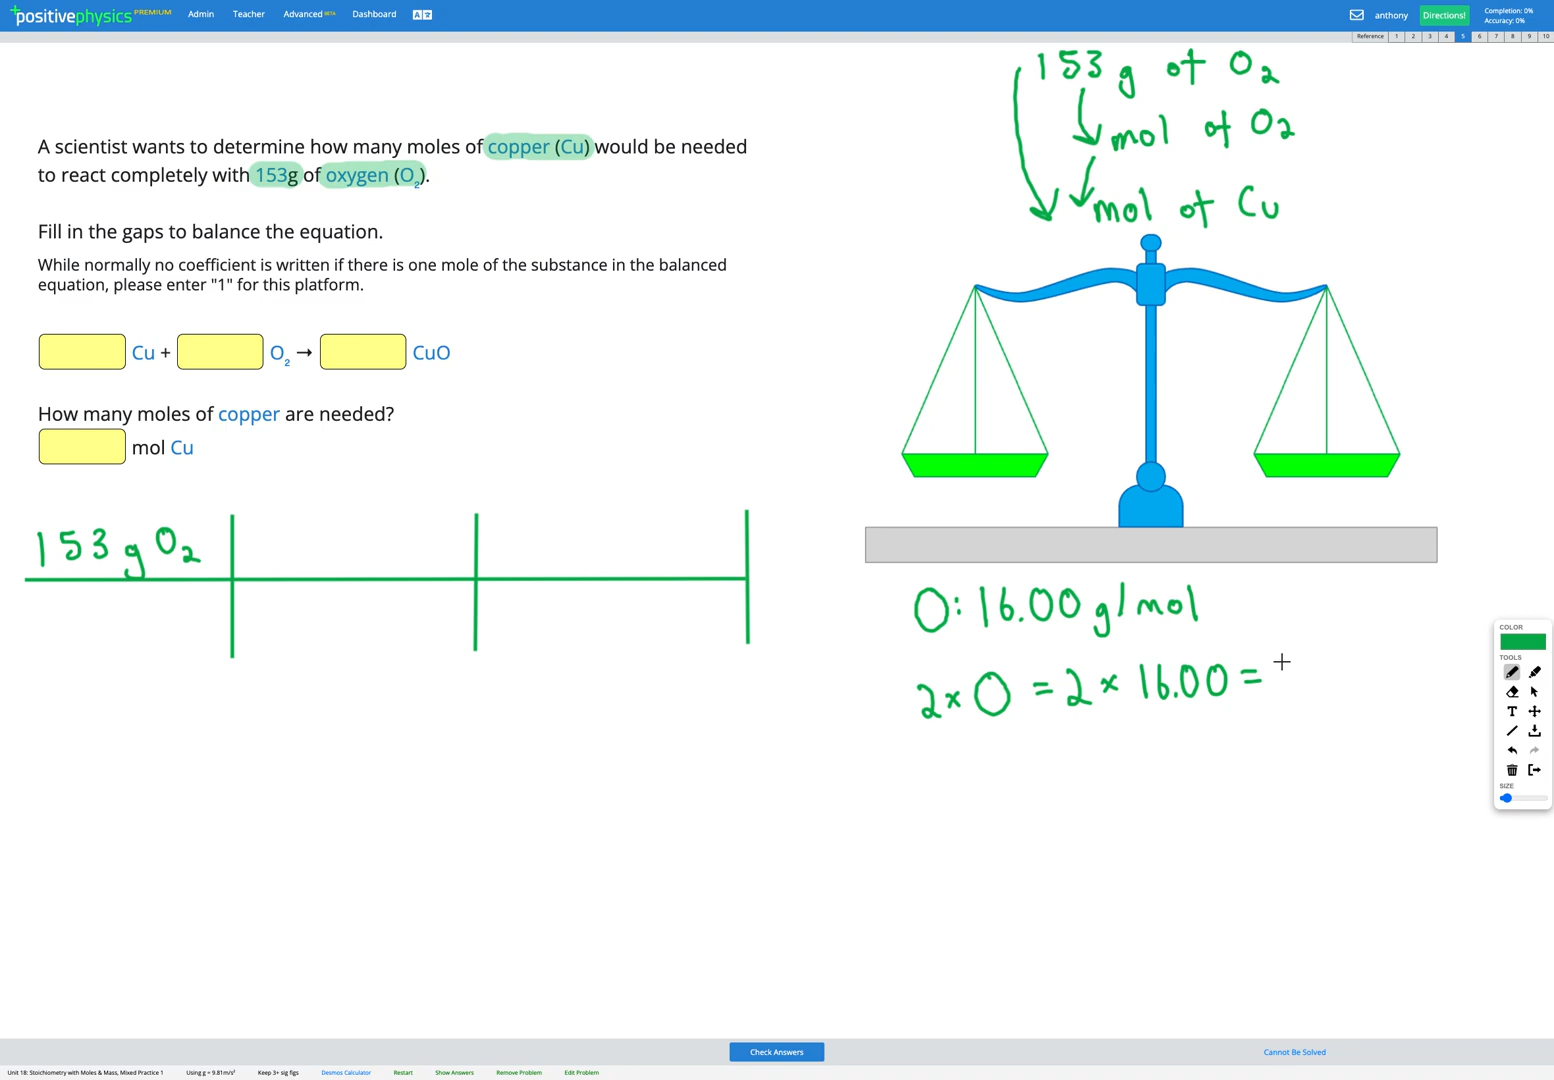 +positivephysics PREMIUM Admin Teacher Advanced BETA Dashboard A anthony Directions! Completion: 0%
Accuracy: 0%
Reference 1 2 3 4 5 6 7 8 9 10
153 g of O₂
mol of O₂
mol of Cu
A scientist wants to determine how many moles of copper (Cu) would be needed
to react completely with 153g of oxygen (O₂).
Fill in the gaps to balance the equation.
While normally no coefficient is written if there is one mole of the substance in the balanced
equation, please enter "1" for this platform.
Cu + O₂ → CuO
How many moles of copper are needed?
mol Cu
153 g O₂
O: 16.00 g/mol
2 × O = 2 × 16.00 =
COLOR
TOOLS
T
SIZE
Check Answers
Cannot Be Solved
Unit 18: Stoichiometry with Moles & Mass, Mixed Practice 1 Using g = 9.81m/s² Keep 3+ sig figs Desmos Calculator Restart Show Answers Remove Problem Edit Problem